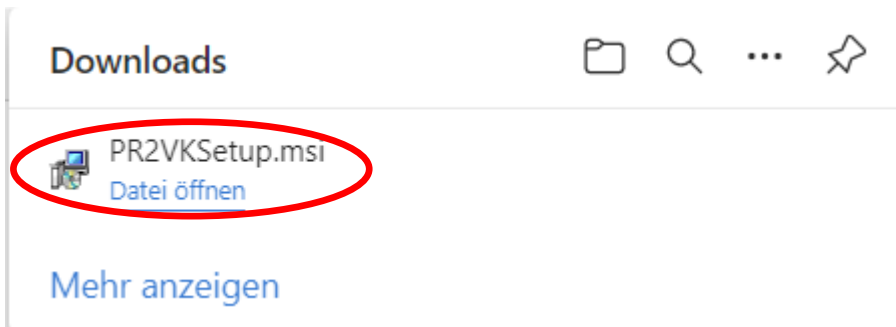 Downloads
PR2VKSetup.msi
Datei öffnen
Mehr anzeigen